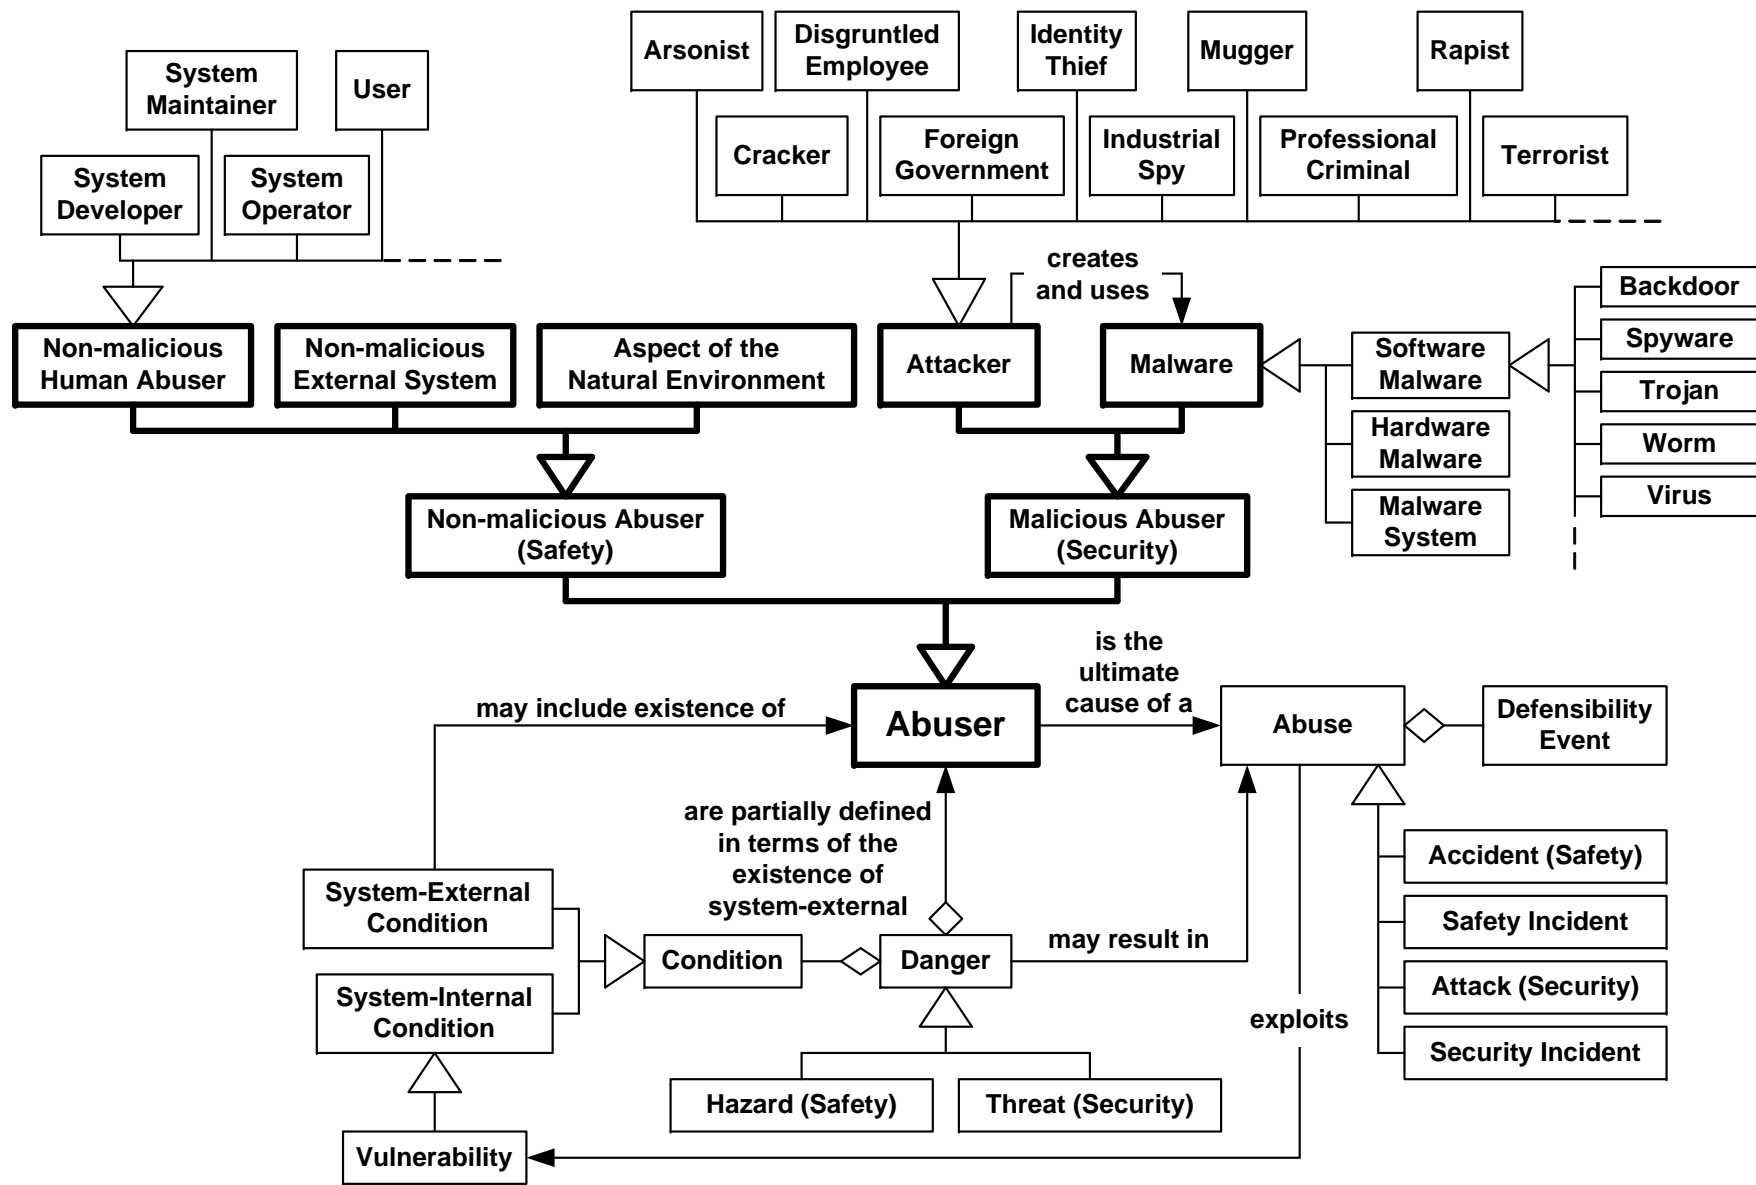 Arsonist
Disgruntled
Employee
Identity
Thief
Mugger
Rapist
System
Maintainer
User
Cracker
Foreign
Government
Industrial
Spy
Professional
Criminal
Terrorist
System
Developer
System
Operator
creates
and uses
Backdoor
Spyware
Trojan
Worm
Virus
Non-malicious
Human Abuser
Non-malicious
External System
Aspect of the
Natural Environment
Attacker
Malware
Software
Malware
Hardware
Malware
Malware
System
Non-malicious Abuser
(Safety)
Malicious Abuser
(Security)
may include existence of
Abuser
is the
ultimate
cause of a
Abuse
Defensibility
Event
are partially defined
in terms of the
existence of
system-external
Accident (Safety)
Safety Incident
Attack (Security)
Security Incident
System-External
Condition
System-Internal
Condition
Condition
Danger
may result in
exploits
Hazard (Safety)
Threat (Security)
Vulnerability